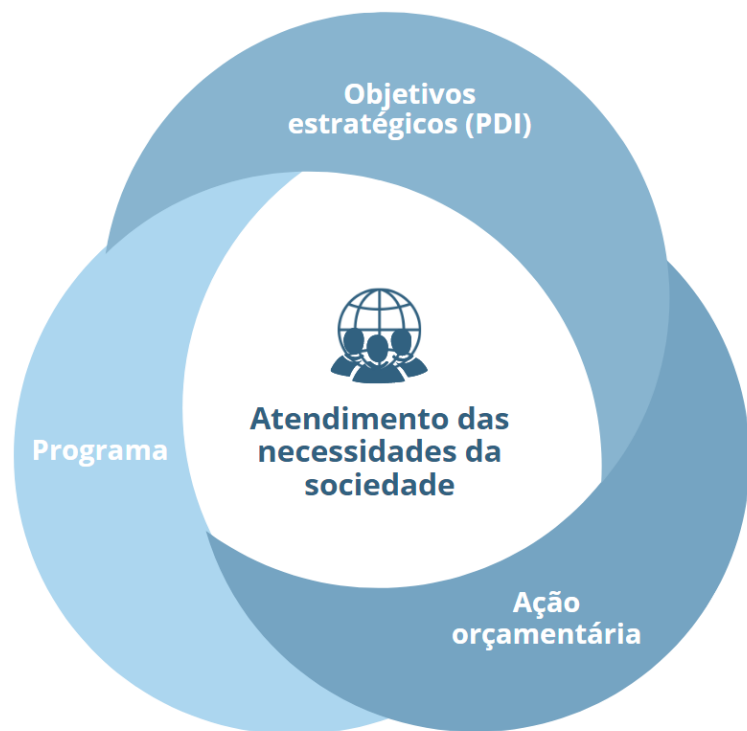 Objetivos
estratégicos (PDI)
Atendimento das
necessidades da
sociedade
Programa
Ação
orçamentária